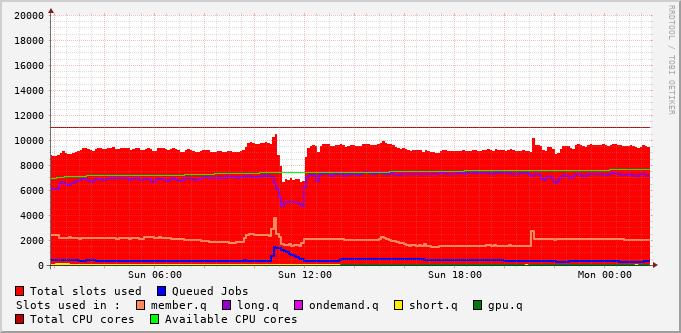 20000
18000
16000
14000
12000
10000
8000
6000
4000
2000
0
Sun 06:00 Sun 12:00 Sun 18:00 Mon 00:00
RRDTOOL / TOBI OETIKER
Total slots used Queued Jobs
Slots used in : member.q long.q ondemand.q short.q gpu.q
Total CPU cores Available CPU cores